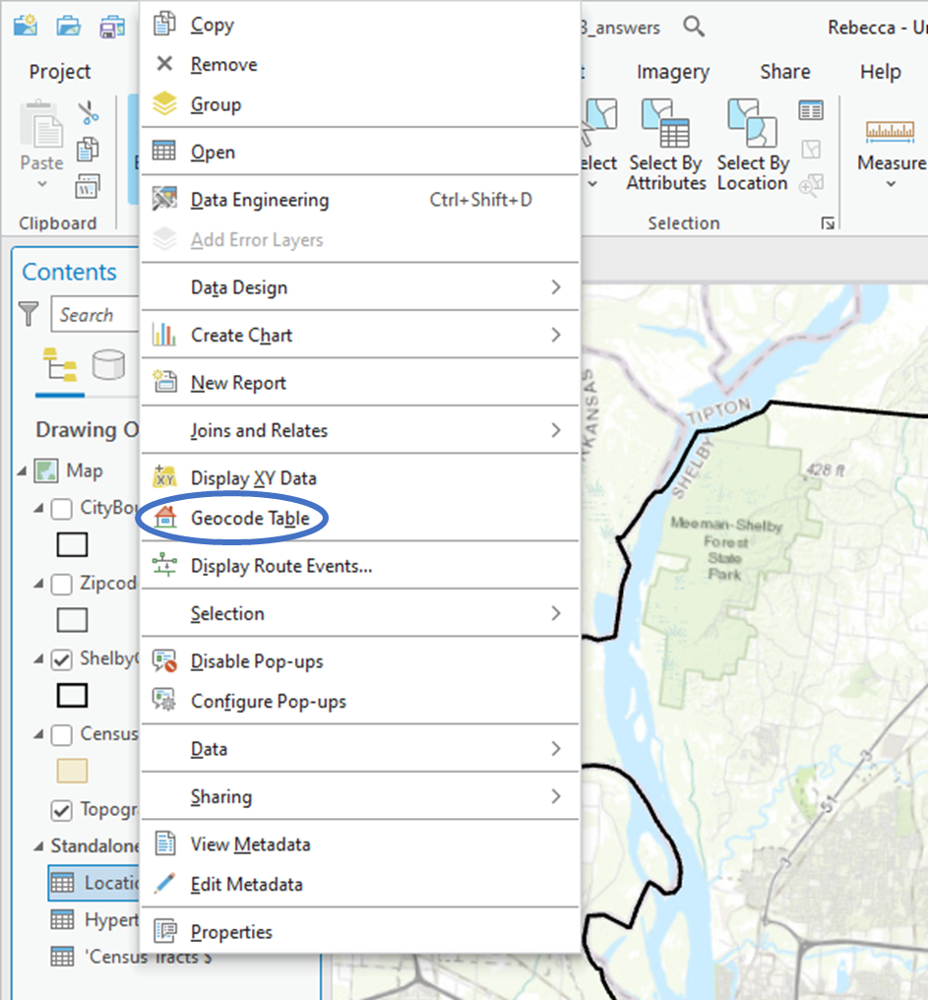 3_answers
Rebecca - Un
Project
Imagery
Share
Help
Paste
Clipboard
elect
Select By
Attributes
Select By
Location
Selection
Measure
Copy
Remove
Group
Open
Data Engineering Ctrl+Shift+D
Add Error Layers
Data Design
Create Chart
New Report
Joins and Relates
Display XY Data
Geocode Table
Display Route Events...
Selection
Disable Pop-ups
Configure Pop-ups
Data
Sharing
View Metadata
Edit Metadata
Properties
Contents
Search
Drawing O
Map
CityBou
Zipcod
ShelbyC
Census
Topogr
Standalone
Locatio
Hypert
'Census Tracts $'
KANSAS
TIPTON
SHELBY
428 ft
Meeman-Shelby
Forest
State
Park
3
51
3